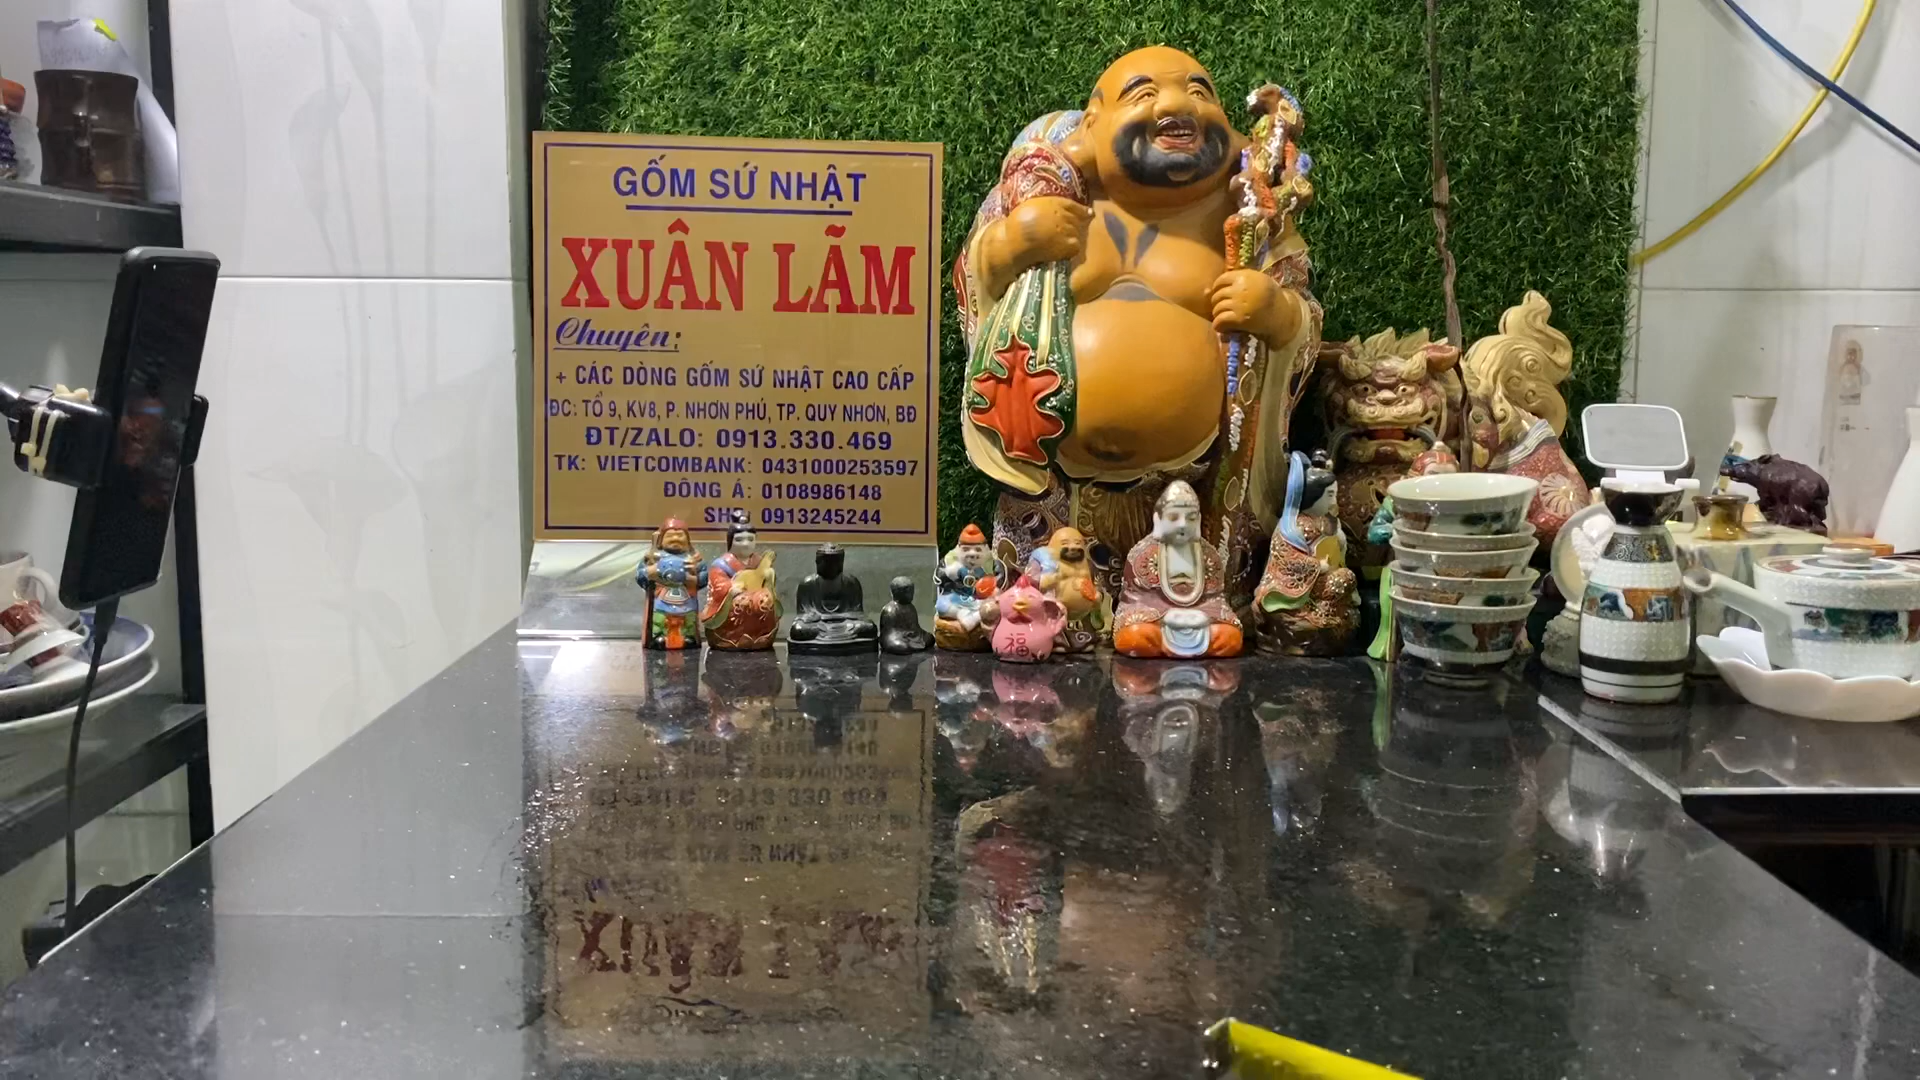 GỐM SỨ NHẬT
XUÂN LÃM
Chuyên:
+ CÁC DÒNG GỐM SỨ NHẬT CAO CẤP
ĐC: TỔ 9, KV8, P. NHƠN PHÚ, TP. QUY NHƠN, BĐ
ĐT/ZALO: 0913.330.469
TK: VIETCOMBANK: 0431000253597
ĐÔNG Á: 0108986148
0913245244
福